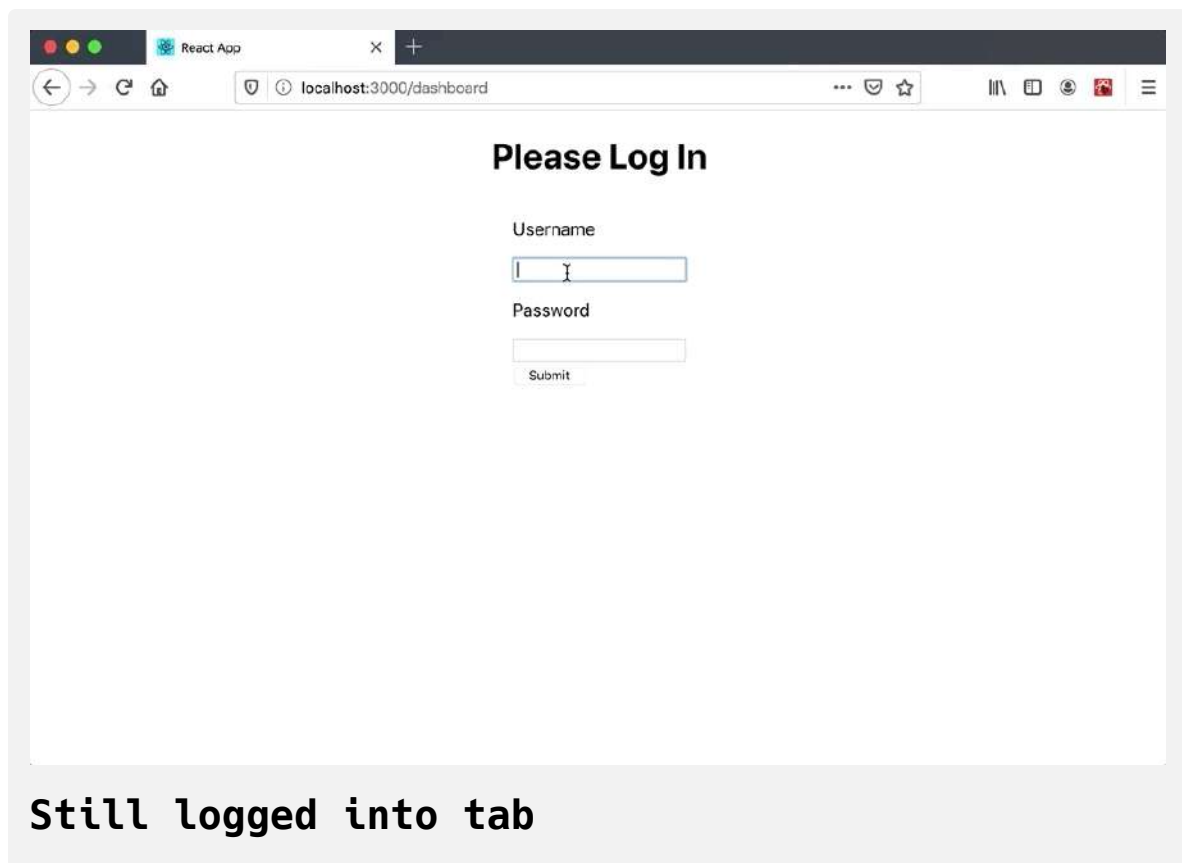 React App
localhost:3000/dashboard
Please Log In
Username
Password
Submit
Still logged into tab